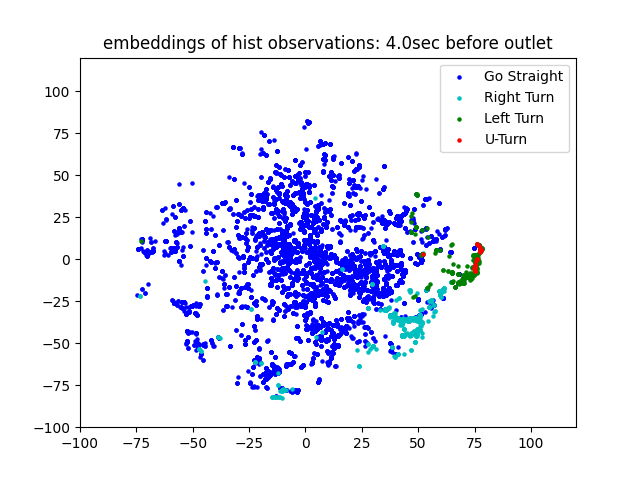 embeddings of hist observations: 4.0sec before outlet
Go Straight
Right Turn
Left Turn
U-Turn
100
75
50
25
0
−25
−50
−75
−100
−100 −75 −50 −25 0 25 50 75 100